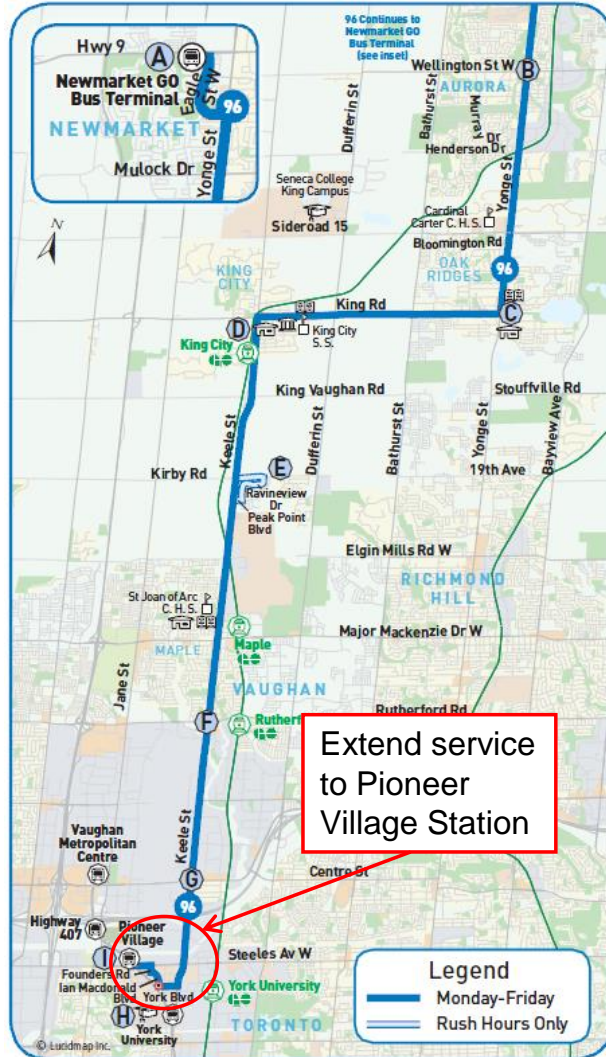 Hwy 9
A
Newmarket GO
Bus Terminal
Eagle
St W
96
NEWMARKET
Mulock Dr
Yonge St
96 Continues to
Newmarket GO
Bus Terminal
(see inset)
Wellington St W
B
AURORA
Dufferin St
Bathurst St
Murray
Dr
Henderson Dr
Yonge St
N
Seneca College
King Campus
Sideroad 15
Cardinal
Carter C. H. S.
Bloomington Rd
OAK
RIDGES
96
KING
CITY
King Rd
C
D
King City
S. S.
King City
King Vaughan Rd
Stouffville Rd
Keele St
Dufferin St
Bathurst St
Yonge St
Bayview Ave
Kirby Rd
E
19th Ave
Ravineview
Dr
Peak Point
Blvd
Elgin Mills Rd W
RICHMOND
HILL
St Joan of Arc
C. H. S.
Major Mackenzie Dr W
MAPLE
Maple
Jane St
VAUGHAN
Rutherford Rd
F
Rutherf
Extend service
to Pioneer
Village Station
Keele St
Vaughan
Metropolitan
Centre
G
Centre St
96
Highway
407
Pioneer
Village
Steeles Av W
I
Founders Rd
Ian Macdonald
Blvd
York Blvd
York University
H
York
University
TORONTO
Legend
Monday-Friday
Rush Hours Only
© Lucidmap Inc.